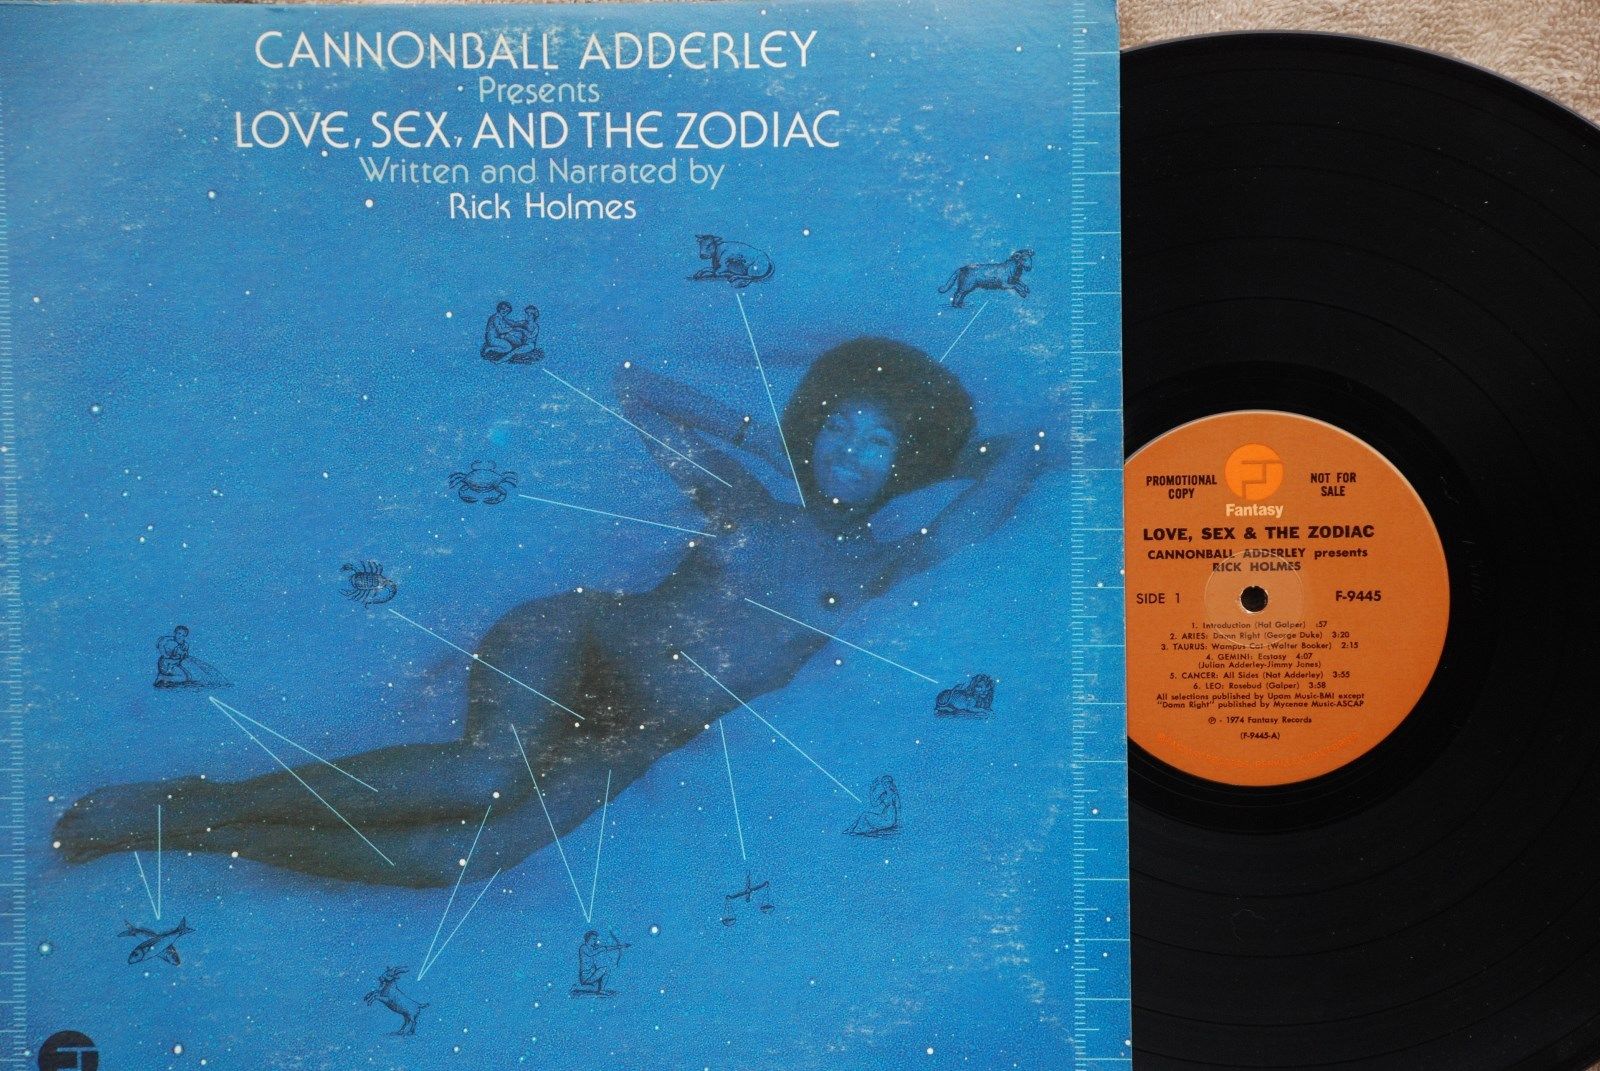 CANNONBALL ADDERLEY
Presents
LOVE, SEX, AND THE ZODIAC
Written and Narrated by
Rick Holmes
PROMOTIONAL COPY
NOT FOR SALE
Fantasy
LOVE, SEX & THE ZODIAC
CANNONBALL ADDERLEY presents
RICK HOLMES
SIDE 1
F-9445
1. Introduction (Hal Galper) :57
2. ARIES: Damn Right (George Duke) 3:20
3. TAURUS: Wampus Cat (Walter Booker) 2:15
4. GEMINI: Ecstasy 4:07
(Julian Adderley-Jimmy Jones)
5. CANCER: All Sides (Nat Adderley) 3:55
6. LEO: Rosebud (Galper) 3:58
All selections published by Upam Music-BMI except
"Damn Right" published by Mycenae Music-ASCAP
℗ - 1974 Fantasy Records
(F-9445-A)